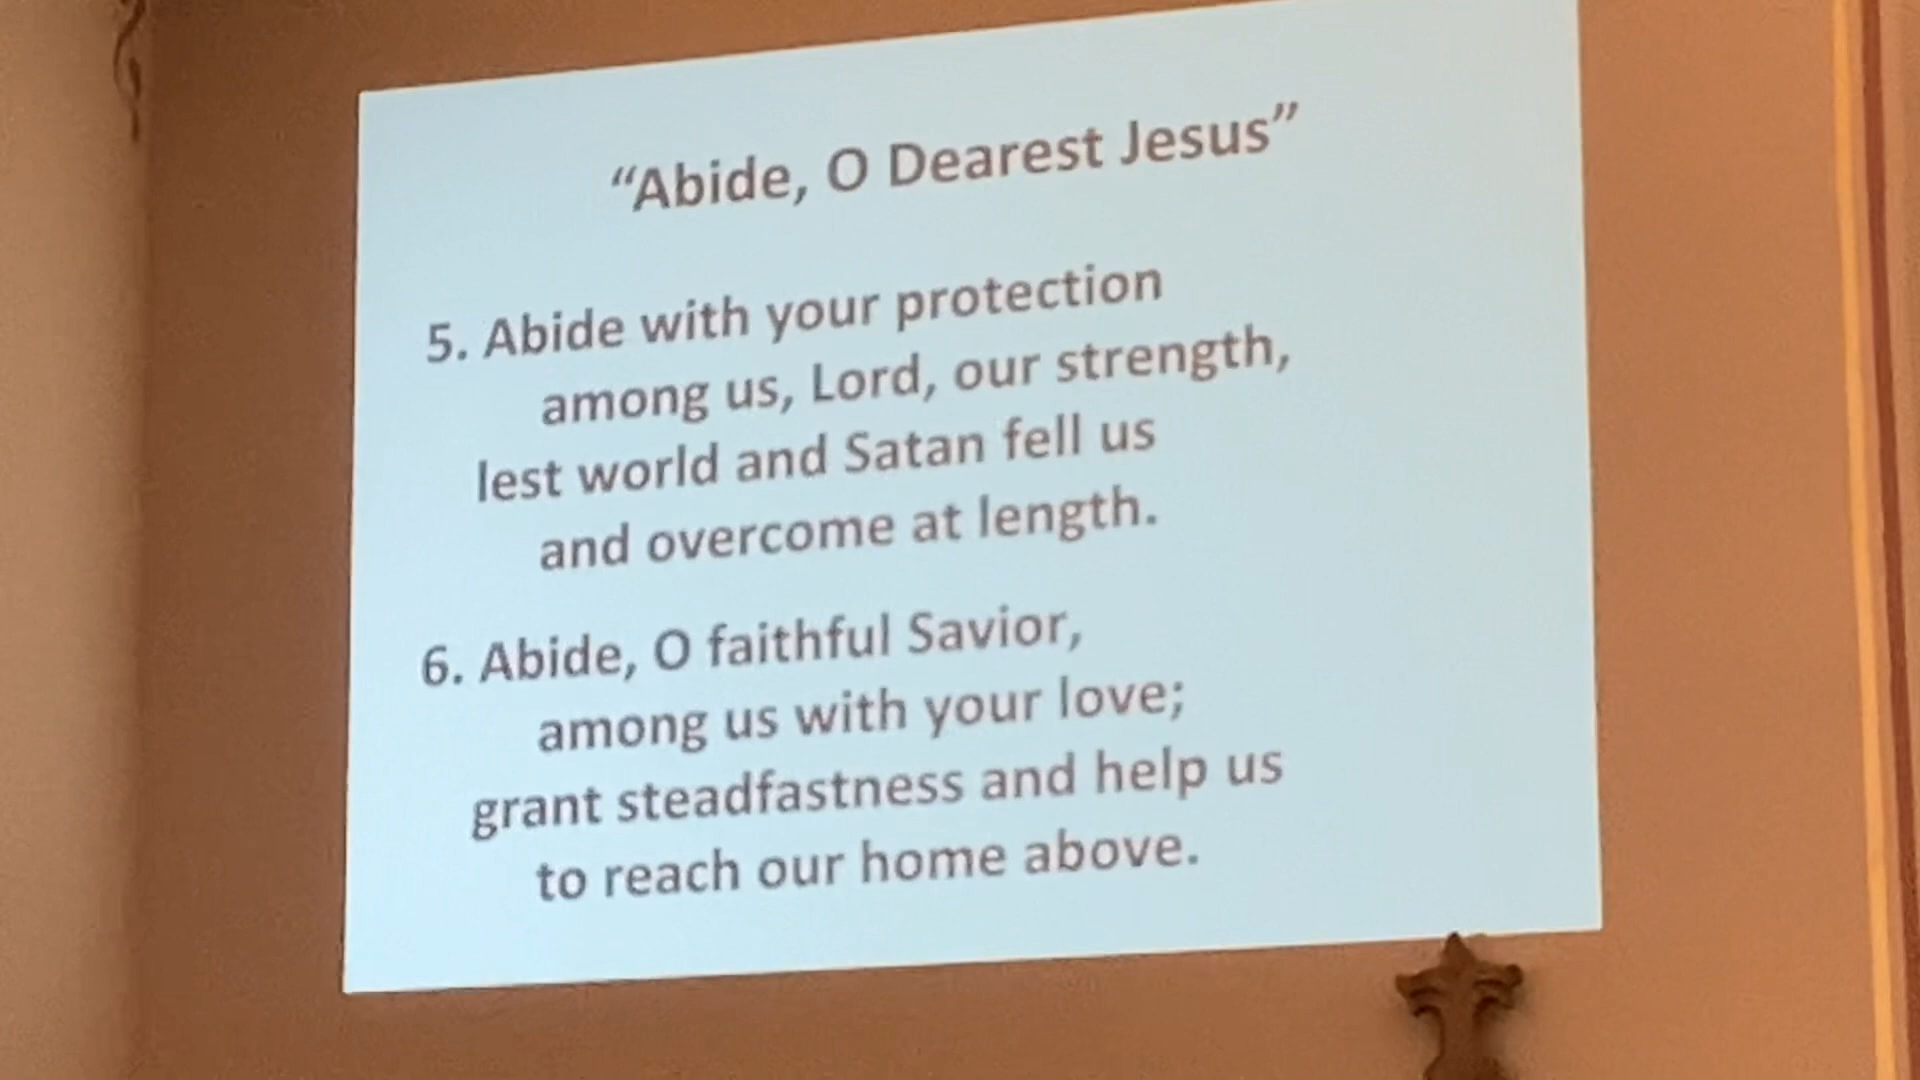 “Abide, O Dearest Jesus”
5. Abide with your protection
among us, Lord, our strength,
lest world and Satan fell us
and overcome at length.
6. Abide, O faithful Savior,
among us with your love;
grant steadfastness and help us
to reach our home above.